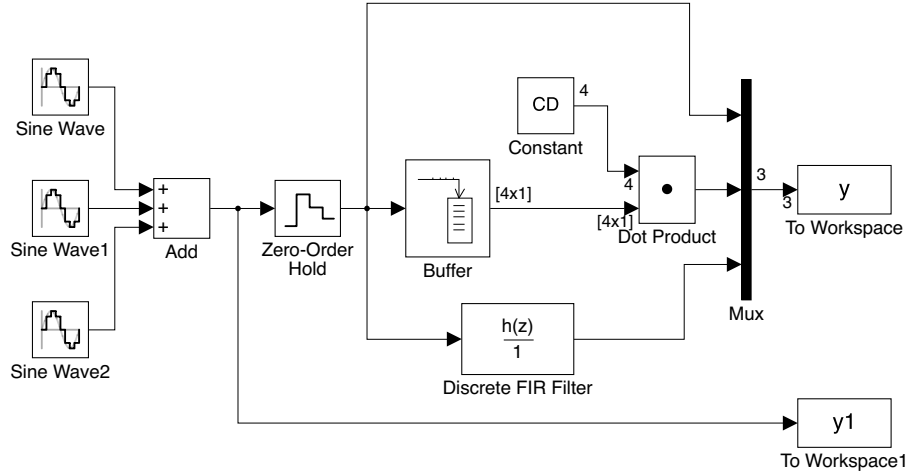 Sine Wave
Sine Wave1
Sine Wave2
+
+
+
Add
Zero-Order
Hold
Buffer
[4x1]
CD
4
Constant
4
[4x1]
Dot Product
h(z)
1
Discrete FIR Filter
Mux
3
3
y
To Workspace
y1
To Workspace1